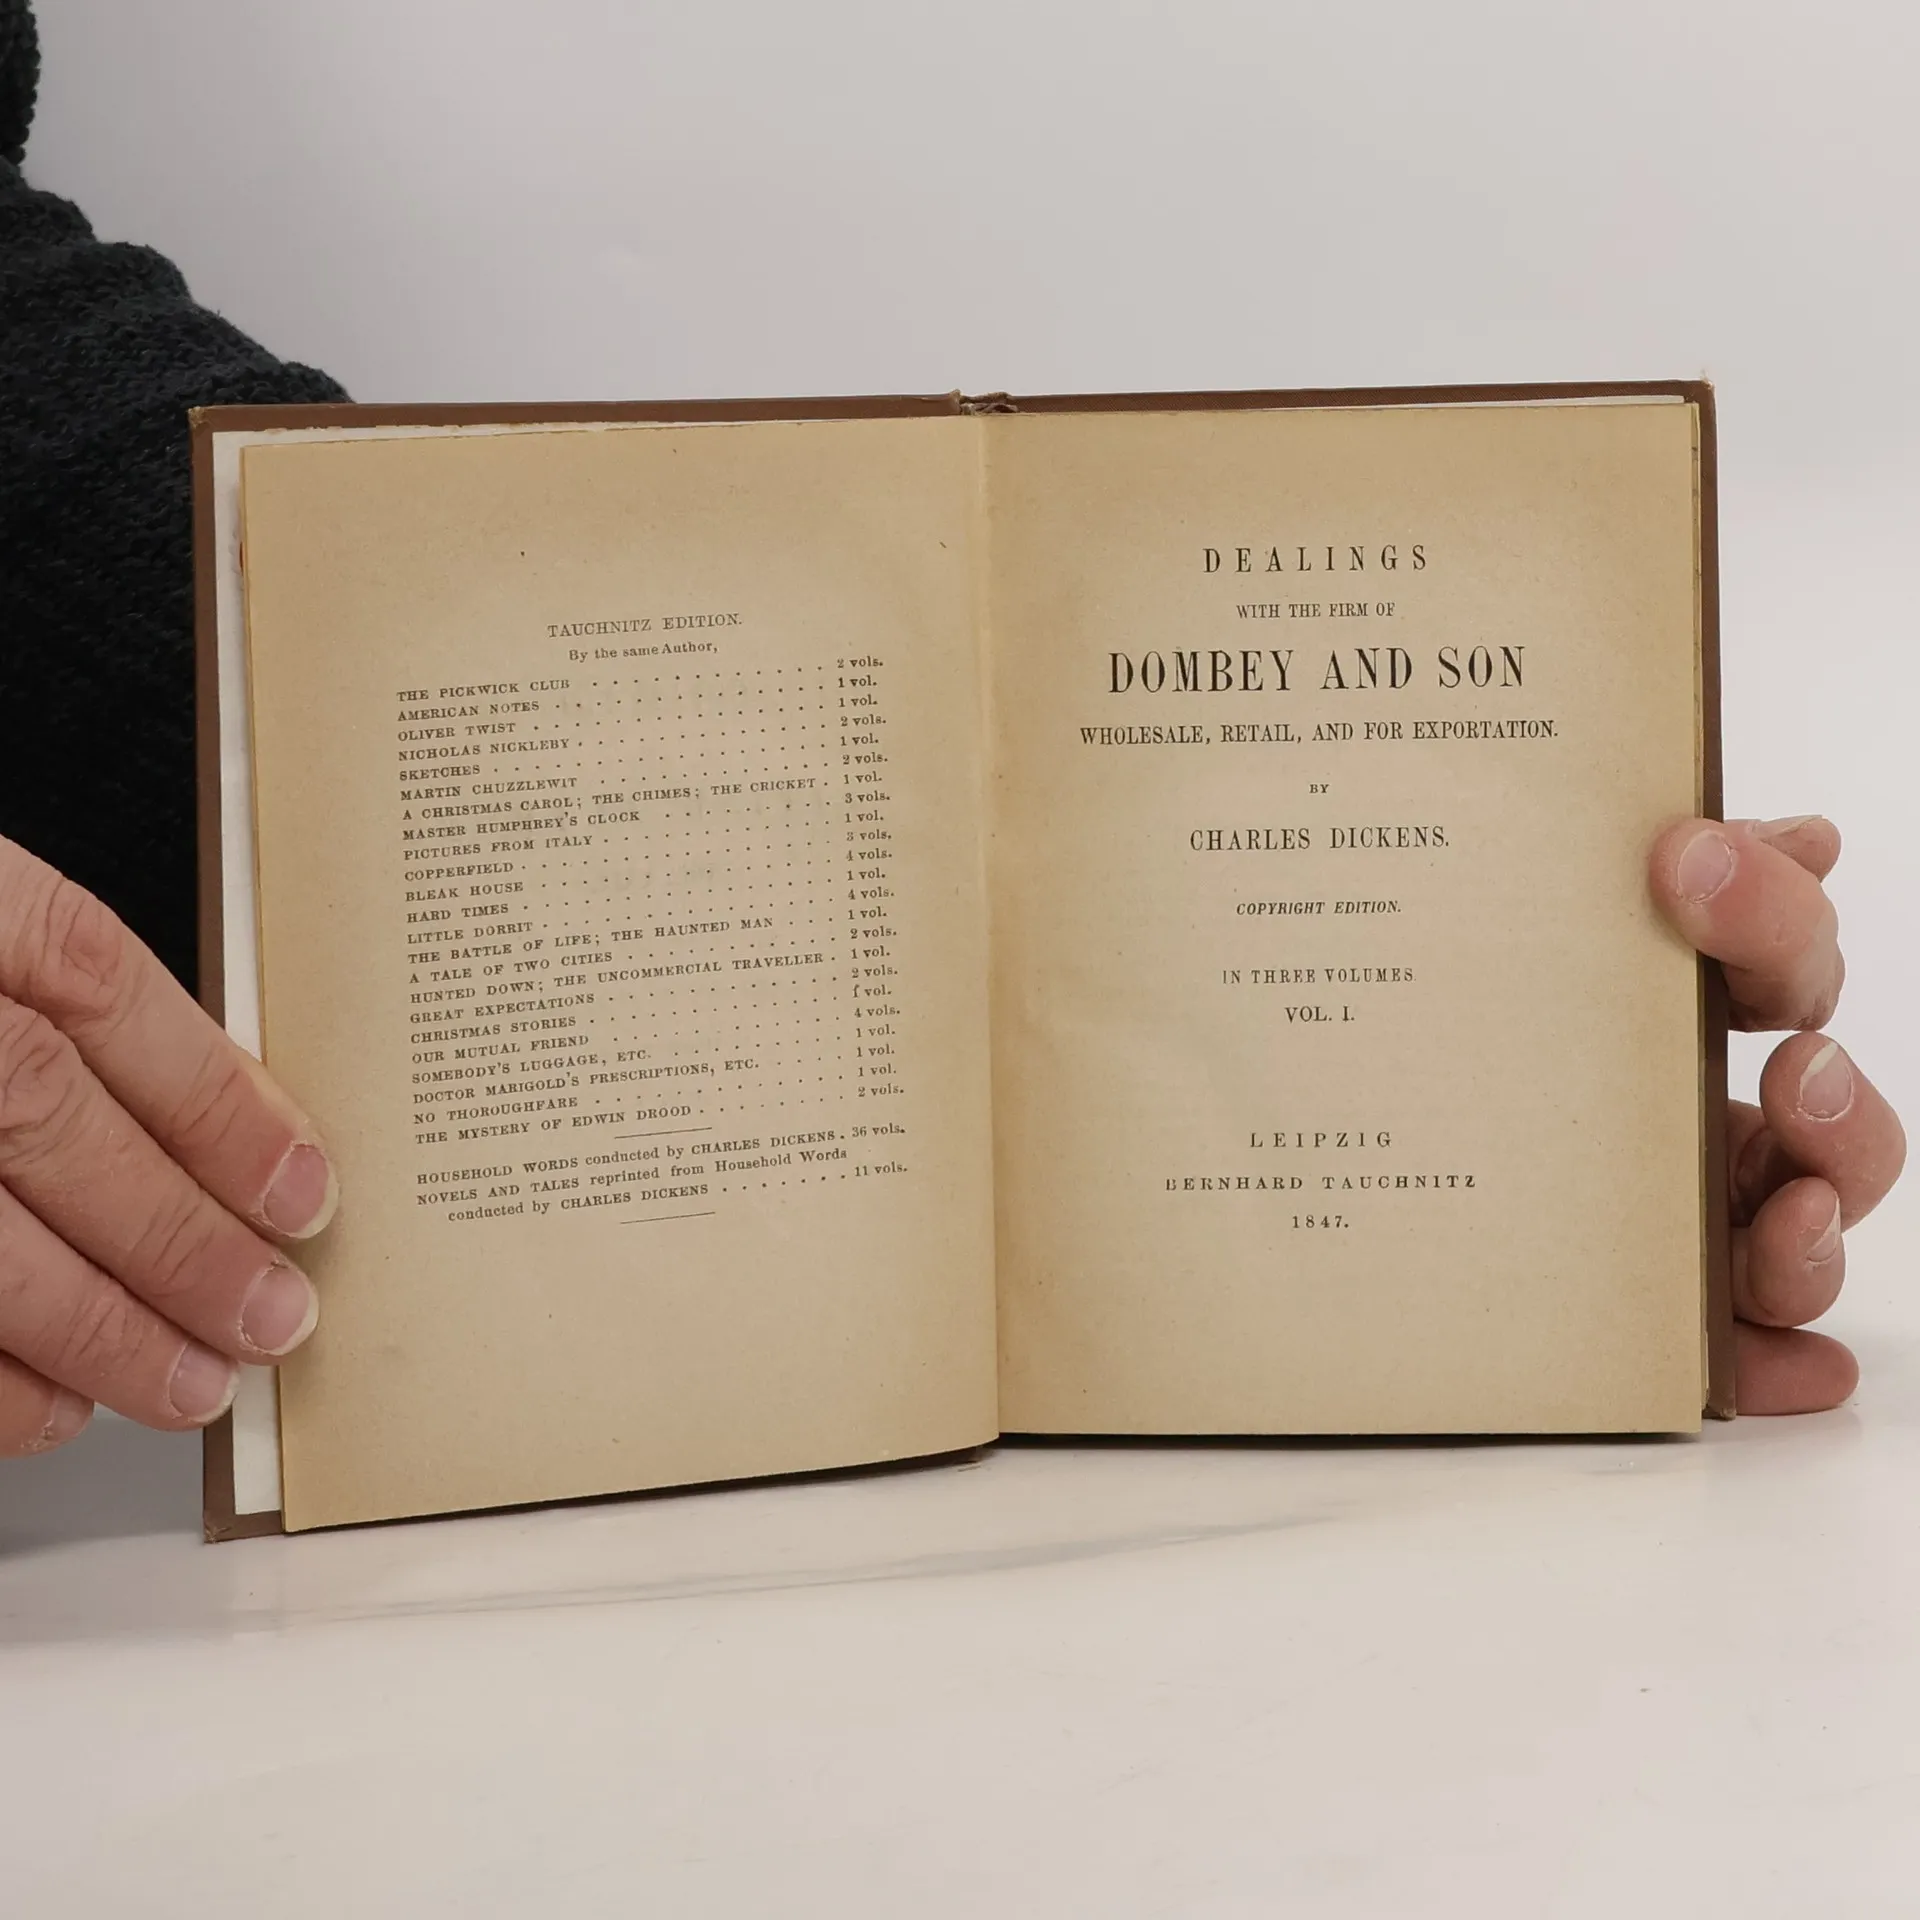 TAUCHNITZ EDITION.
By the same Author,
THE PICKWICK CLUB . . . . . . . . . . 2 vols.
AMERICAN NOTES . . . . . . . . . . . 1 vol.
OLIVER TWIST . . . . . . . . . . . . 1 vol.
NICHOLAS NICKLEBY . . . . . . . . . . 2 vols.
SKETCHES . . . . . . . . . . . . . 1 vol.
MARTIN CHUZZLEWIT . . . . . . . . . 2 vols.
A CHRISTMAS CAROL; THE CHIMES; THE CRICKET . 1 vol.
MASTER HUMPHREY'S CLOCK . . . . . . . 3 vols.
PICTURES FROM ITALY . . . . . . . . . 1 vol.
COPPERFIELD . . . . . . . . . . . . 3 vols.
BLEAK HOUSE . . . . . . . . . . . . 4 vols.
HARD TIMES . . . . . . . . . . . . 1 vol.
LITTLE DORRIT . . . . . . . . . . . 4 vols.
THE BATTLE OF LIFE; THE HAUNTED MAN . . . 1 vol.
A TALE OF TWO CITIES . . . . . . . . 2 vols.
HUNTED DOWN; THE UNCOMMERCIAL TRAVELLER . 1 vol.
GREAT EXPECTATIONS . . . . . . . . . 2 vols.
CHRISTMAS STORIES . . . . . . . . . . 1 vol.
OUR MUTUAL FRIEND . . . . . . . . . 4 vols.
SOMEBODY'S LUGGAGE, ETC. . . . . . . . 1 vol.
DOCTOR MARIGOLD'S PRESCRIPTIONS, ETC. . . . 1 vol.
NO THOROUGHFARE . . . . . . . . . . 1 vol.
THE MYSTERY OF EDWIN DROOD . . . . . . 2 vols.
HOUSEHOLD WORDS conducted by CHARLES DICKENS . 36 vols.
NOVELS AND TALES reprinted from Household Words
conducted by CHARLES DICKENS . . . . . . 11 vols.
DEALINGS
WITH THE FIRM OF
DOMBEY AND SON
WHOLESALE, RETAIL, AND FOR EXPORTATION.
BY
CHARLES DICKENS.
COPYRIGHT EDITION.
IN THREE VOLUMES.
VOL. I.
LEIPZIG
BERNHARD TAUCHNITZ
1847.